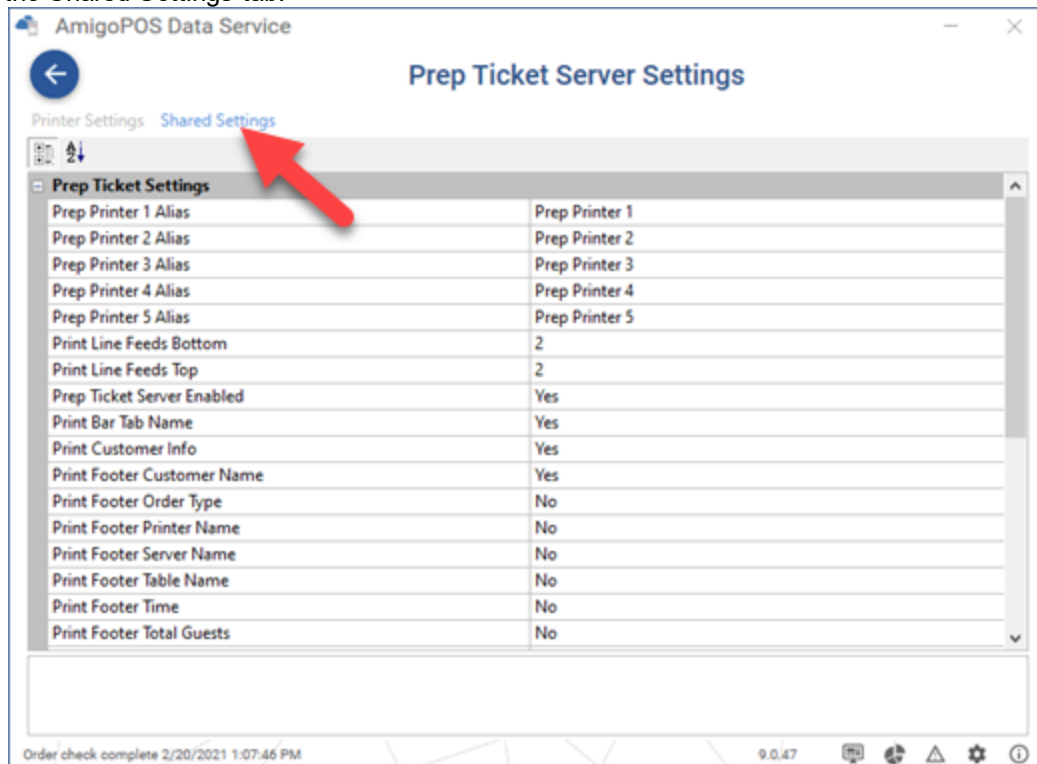 the Shared Settings tab.
AmigoPOS Data Service
Prep Ticket Server Settings
Printer Settings Shared Settings
Prep Ticket Settings
Prep Printer 1 Alias Prep Printer 1
Prep Printer 2 Alias Prep Printer 2
Prep Printer 3 Alias Prep Printer 3
Prep Printer 4 Alias Prep Printer 4
Prep Printer 5 Alias Prep Printer 5
Print Line Feeds Bottom 2
Print Line Feeds Top 2
Prep Ticket Server Enabled Yes
Print Bar Tab Name Yes
Print Customer Info Yes
Print Footer Customer Name Yes
Print Footer Order Type No
Print Footer Printer Name No
Print Footer Server Name No
Print Footer Table Name No
Print Footer Time No
Print Footer Total Guests No
Order check complete 2/20/2021 1:07:46 PM 9.0.47